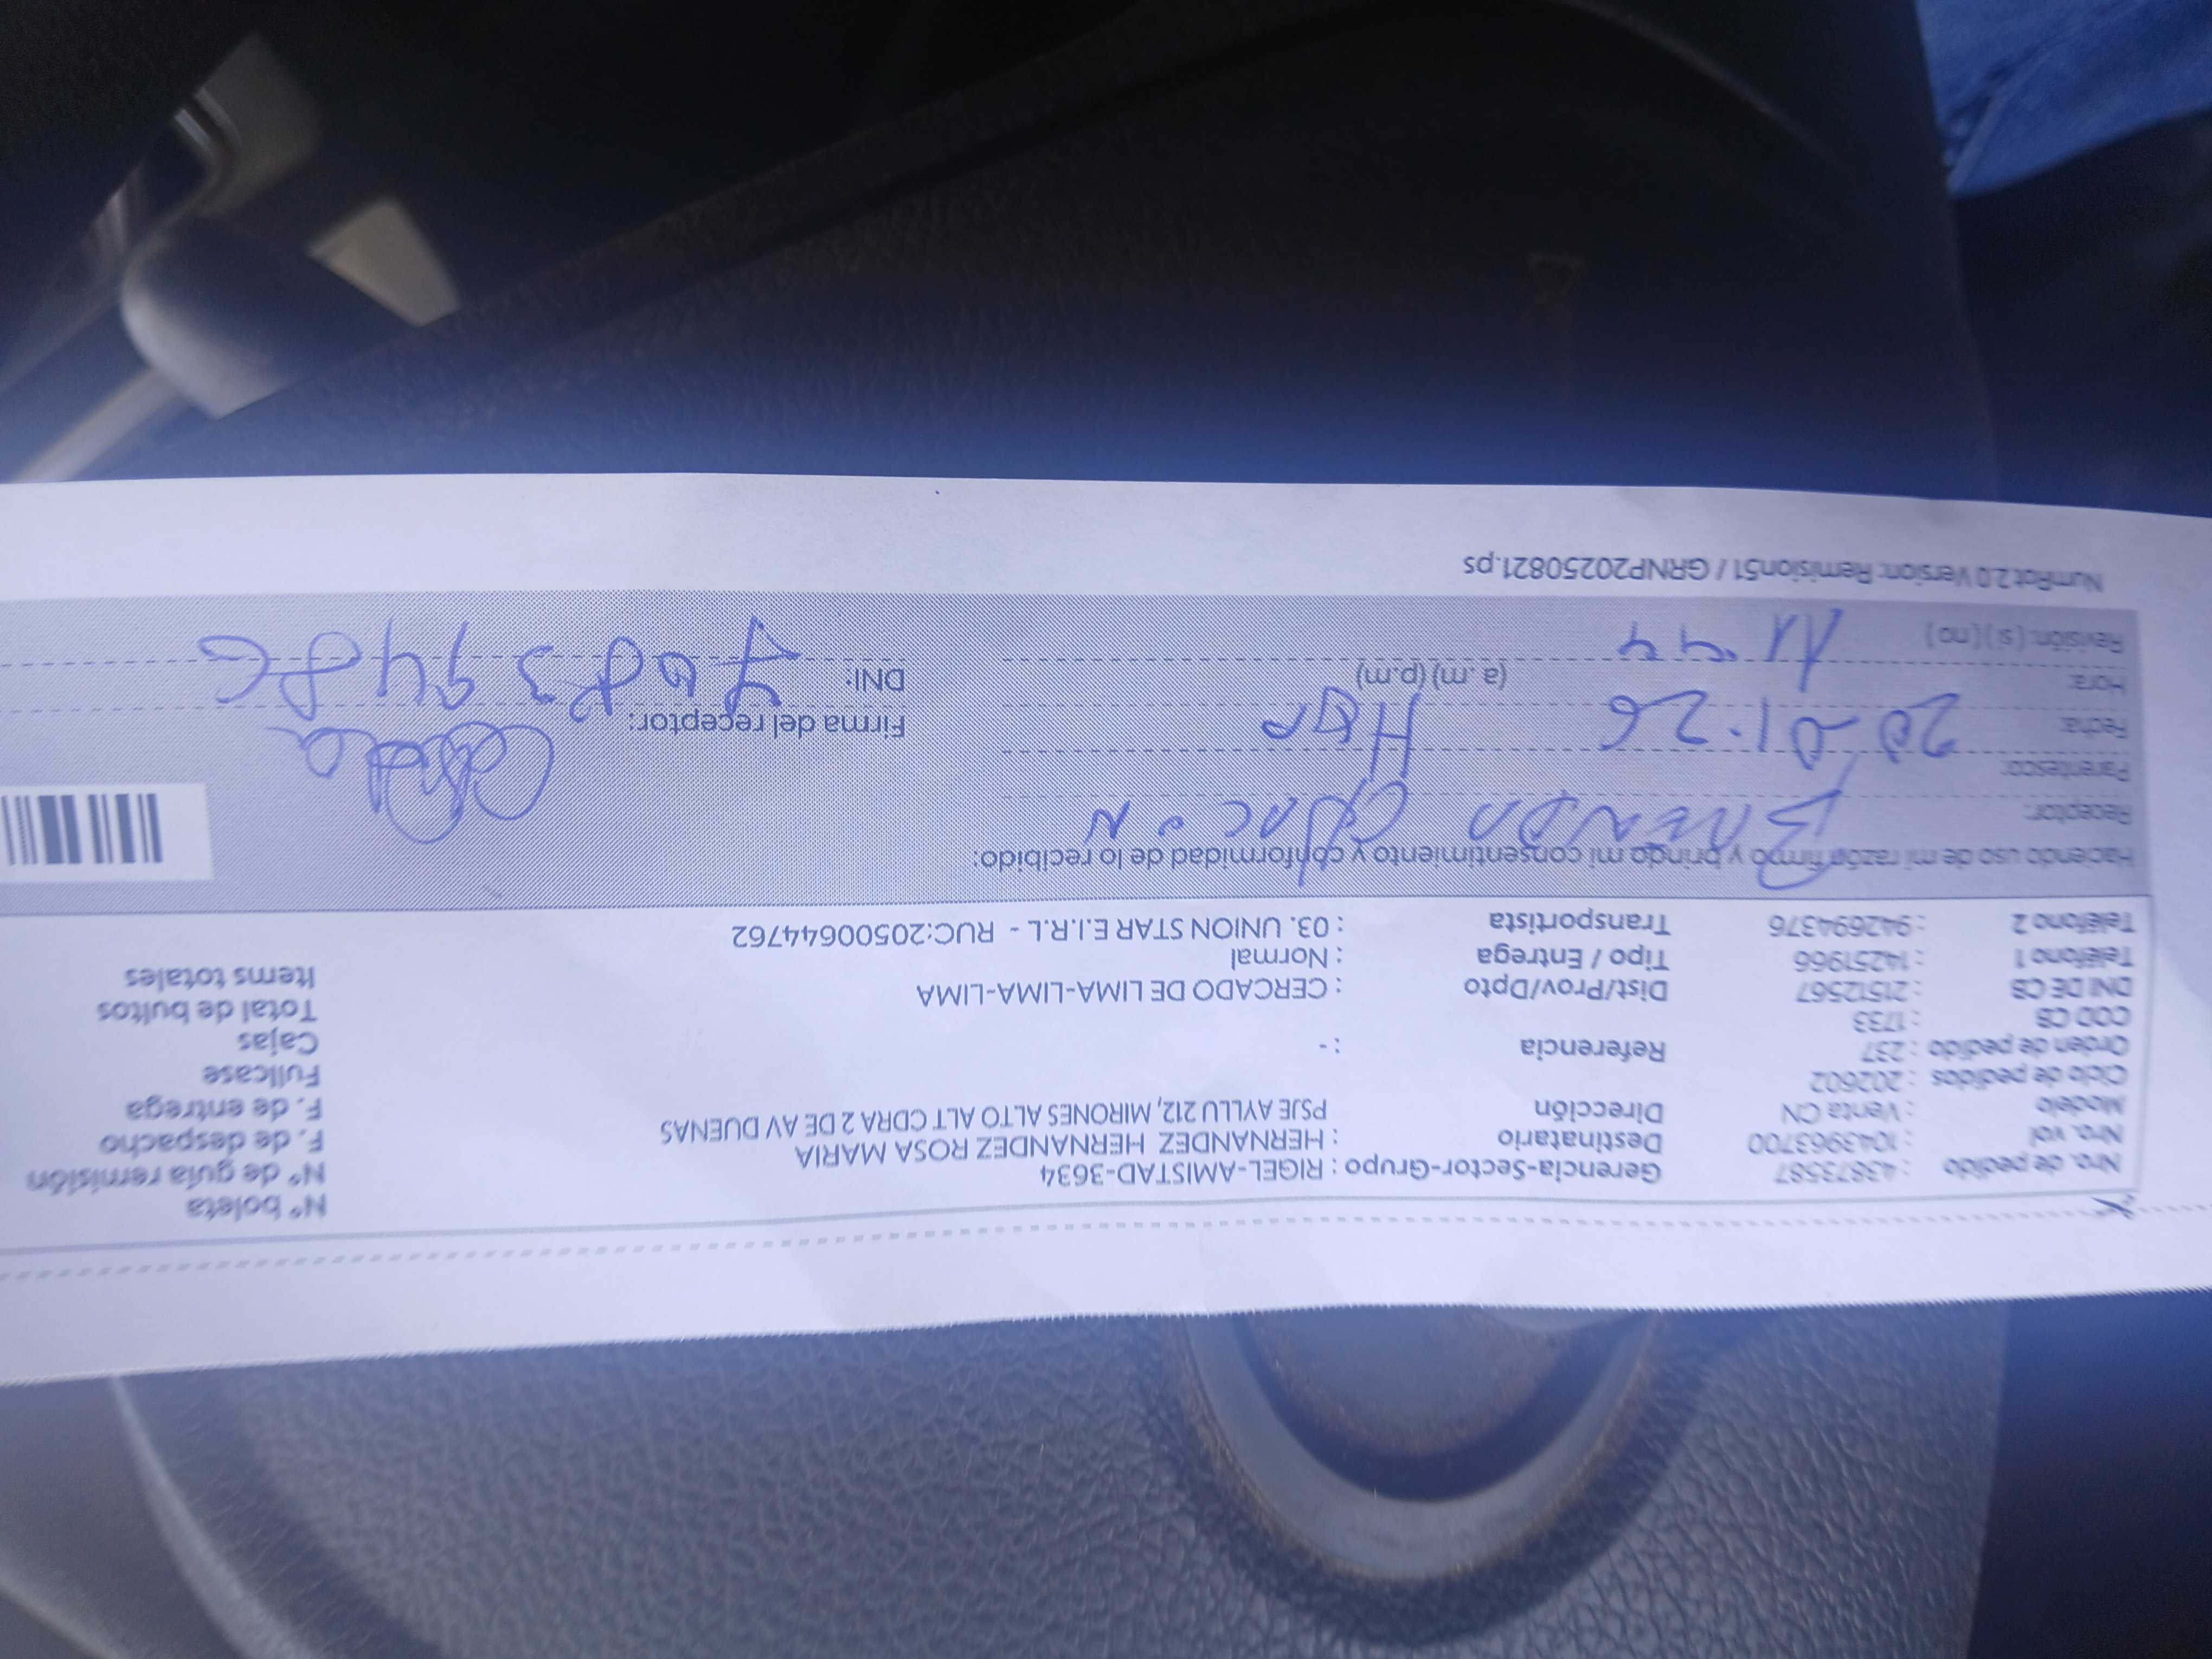 Nro. de pedido : 43873587 Gerencia-Sector-Grupo : RIGEL-AMISTAD-3634 N° boleta
Nro. vol : 1043963700 Destinatario : HERNANDEZ HERNANDEZ ROSA MARIA N° de guía remisión
Modelo : Venta CN Dirección PSJE AYLLU 212, MIRONES ALTO ALT CDRA 2 DE AV DUENAS F. de despacho
Ciclo de pedidos : 202602 F. de entrega
Orden de pedido : 237 Referencia : - Fullcase
COD CB : 1733 Cajas
DNI DE CB : 21512567 Dist/Prov/Dpto : CERCADO DE LIMA-LIMA-LIMA Total de bultos
Teléfono 1 : 14251966 Tipo / Entrega : Normal Items totales
Teléfono 2 : 942694376 Transportista : 03. UNION STAR E.I.R.L - RUC:20500644762
Haciendo uso de mi razón firmo y brindo mi consentimiento y conformidad de lo recibido:
Receptor: BRENDA
Parentesco:
Fecha: 20-01-26 Firma del receptor:
Hora: (a.m) (p.m) DNI:
Revisión: (si) (no)
NumRot 2.0 Version: Remision51 / GRNP20250821.ps